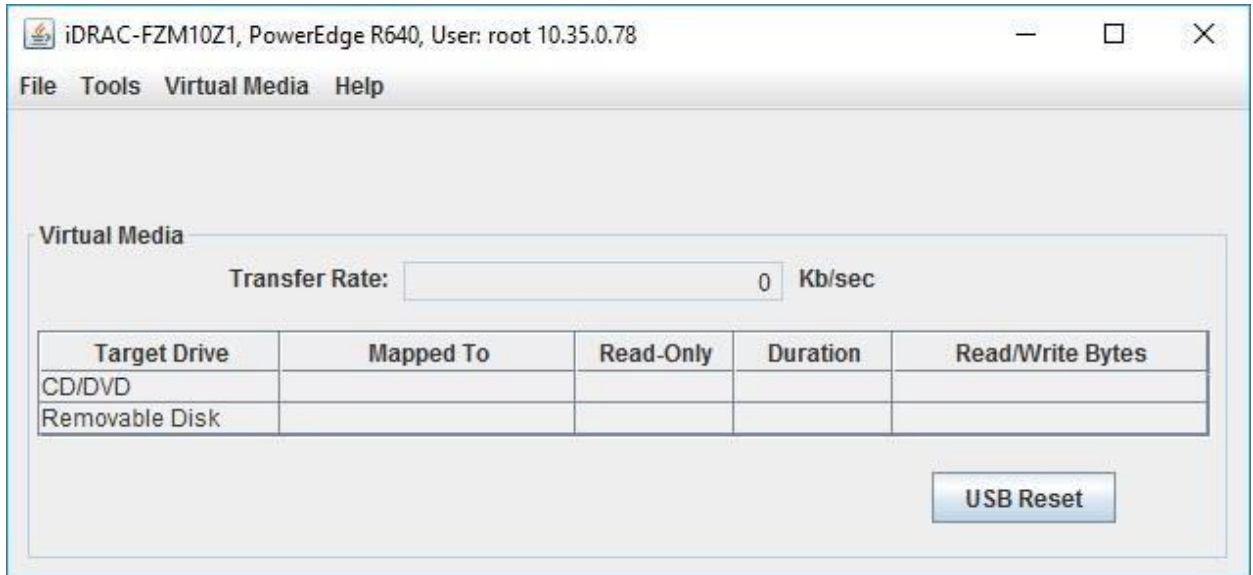 iDRAC-FZM10Z1, PowerEdge R640, User: root 10.35.0.78
File Tools Virtual Media Help
Virtual Media
Transfer Rate: 0 Kb/sec
Target Drive Mapped To Read-Only Duration Read/Write Bytes
CD/DVD
Removable Disk
USB Reset